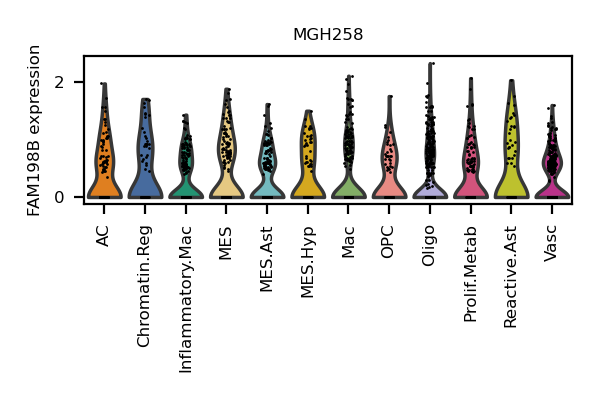 MGH258
FAM198B expression
2
0
AC
Chromatin.Reg
Inflammatory.Mac
MES
MES.Ast
MES.Hyp
Mac
OPC
Oligo
Prolif.Metab
Reactive.Ast
Vasc